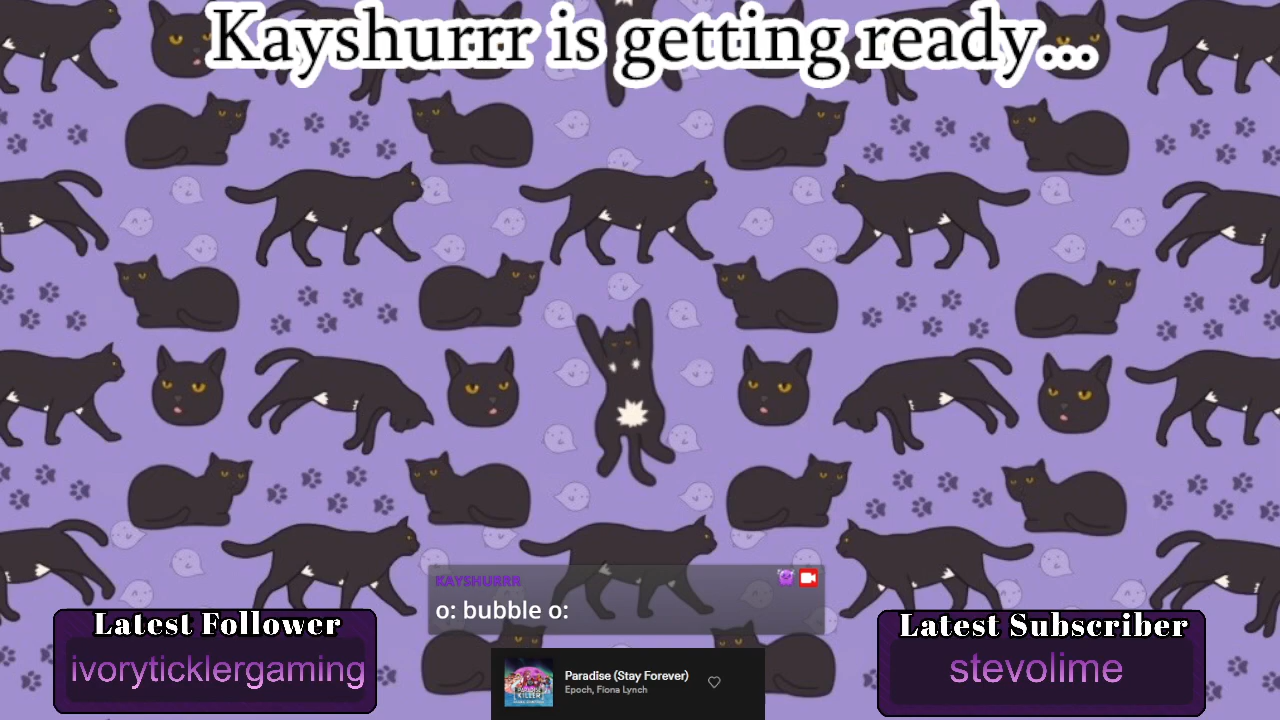 Kayshurrr is getting ready...
KAYSHURRR
o: bubble o:
Latest Follower
ivoryticklergaming
Latest Subscriber
stevolime
Paradise (Stay Forever)
Epoch, Fiona Lynch